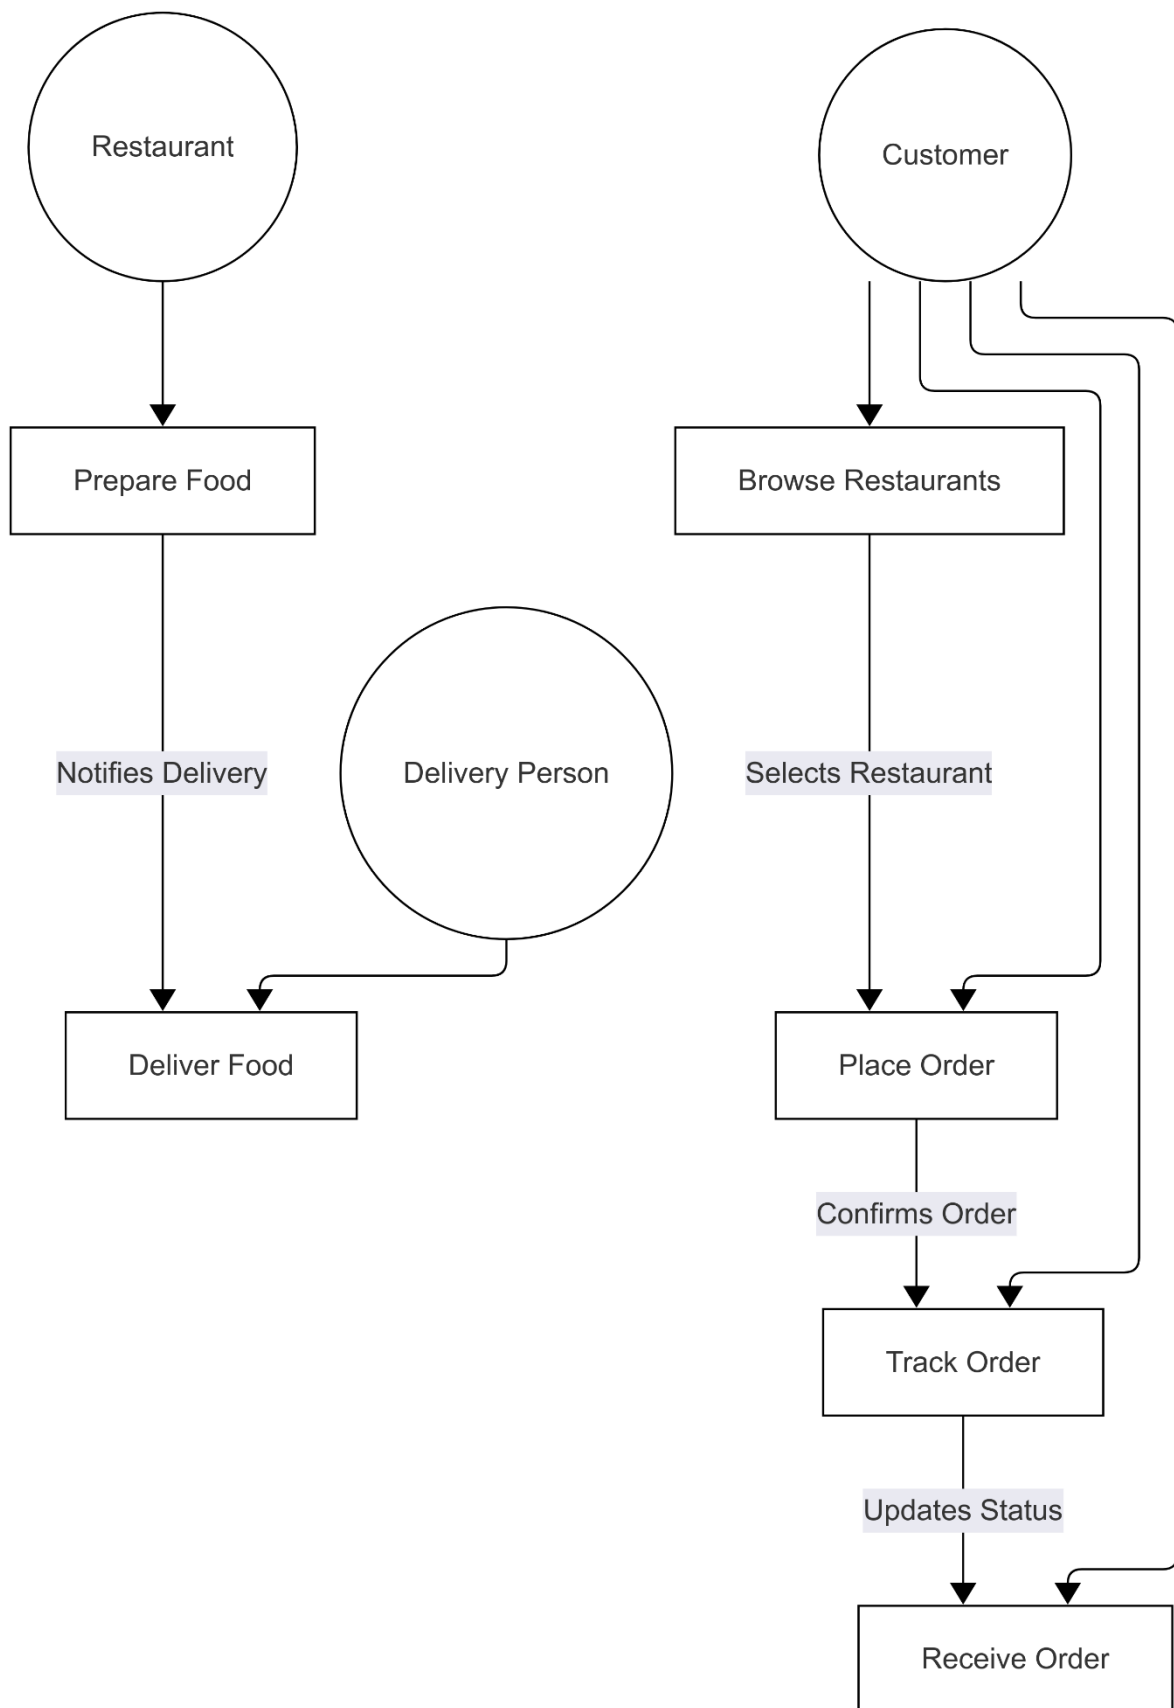 Restaurant
Customer
Prepare Food
Browse Restaurants
Notifies Delivery
Delivery Person
Selects Restaurant
Deliver Food
Place Order
Confirms Order
Track Order
Updates Status
Receive Order